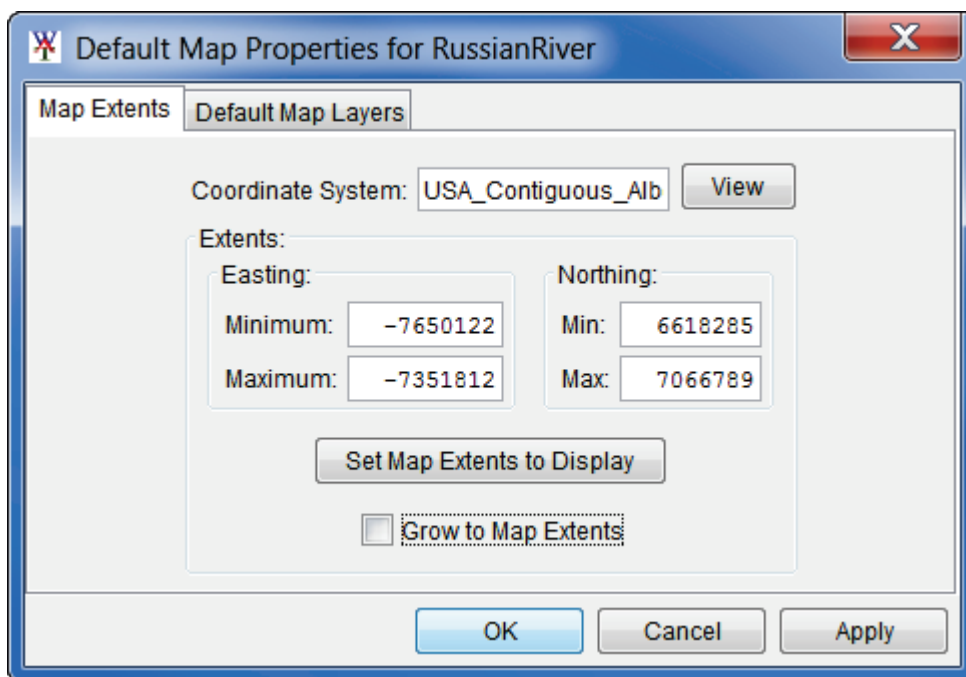 Default Map Properties for RussianRiver
Map Extents Default Map Layers
Coordinate System: USA_Contiguous_Alb View
Extents:
Easting: Northing:
Minimum: -7650122 Min: 6618285
Maximum: -7351812 Max: 7066789
Set Map Extents to Display
Grow to Map Extents
OK Cancel Apply